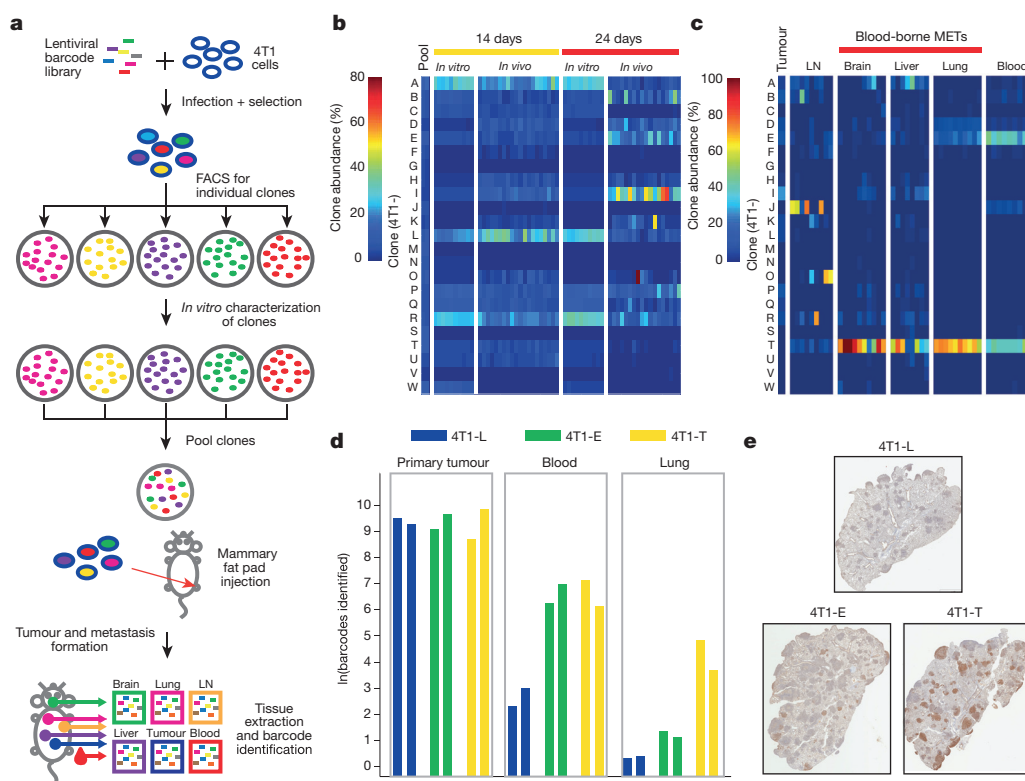 a
Lentiviral
barcode
library
4T1
cells
Infection + selection
FACS for
individual clones
In vitro characterization
of clones
Pool clones
Mammary
fat pad
injection
Tumour and metastasis
formation
Brain Lung LN
Liver Tumour Blood
Tissue
extraction
and barcode
identification
b
14 days 24 days
Pool In vitro In vivo In vitro In vivo
Clone abundance (%)
80
60
40
20
0
Clone (4T1-)
A
B
C
D
E
F
G
H
I
J
K
L
M
N
O
P
Q
R
S
T
U
V
W
c
Blood-borne METs
Tumour LN Brain Liver Lung Blood
Clone abundance (%)
100
80
60
40
20
0
Clone (4T1-)
A
B
C
D
E
F
G
H
I
J
K
L
M
N
O
P
Q
R
S
T
U
V
W
d
4T1-L 4T1-E 4T1-T
Primary tumour Blood Lung
ln(barcodes identified)
10
9
8
7
6
5
4
3
2
1
0
e
4T1-L
4T1-E 4T1-T